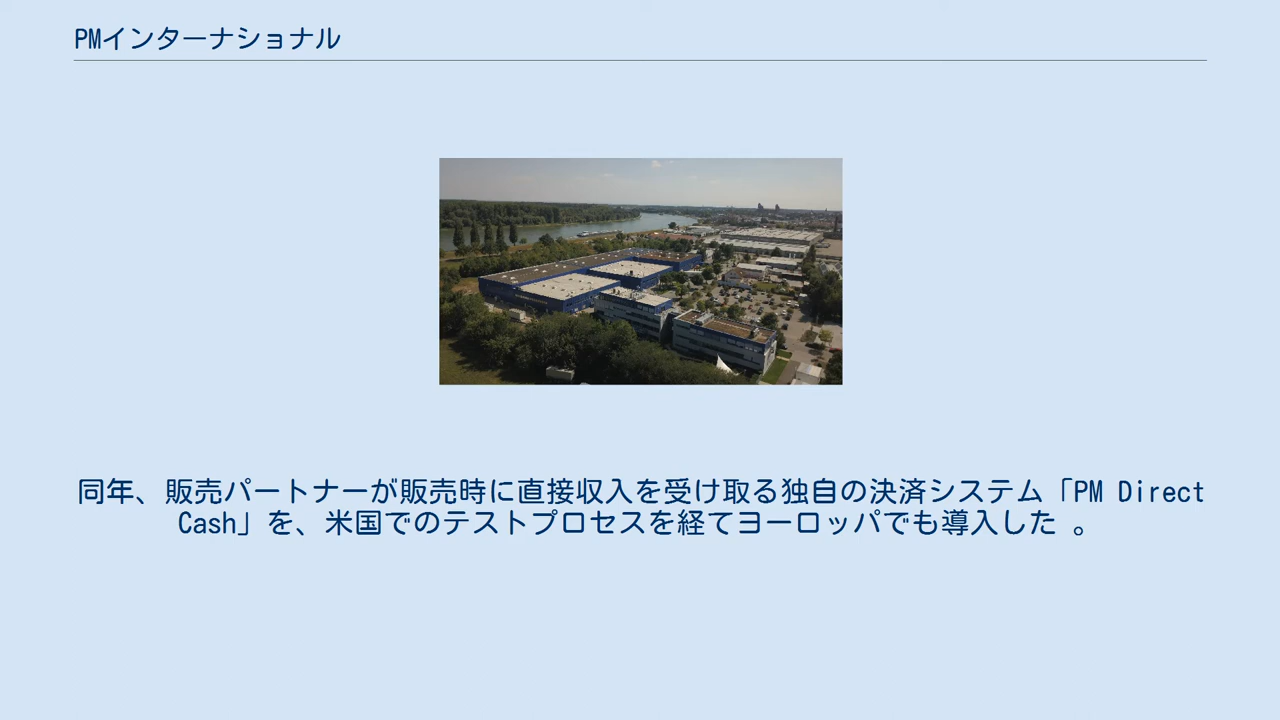 PMインターナショナル
同年、販売パートナーが販売時に直接収入を受け取る独自の決済システム「PM Direct
Cash」を、米国でのテストプロセスを経てヨーロッパでも導入した 。